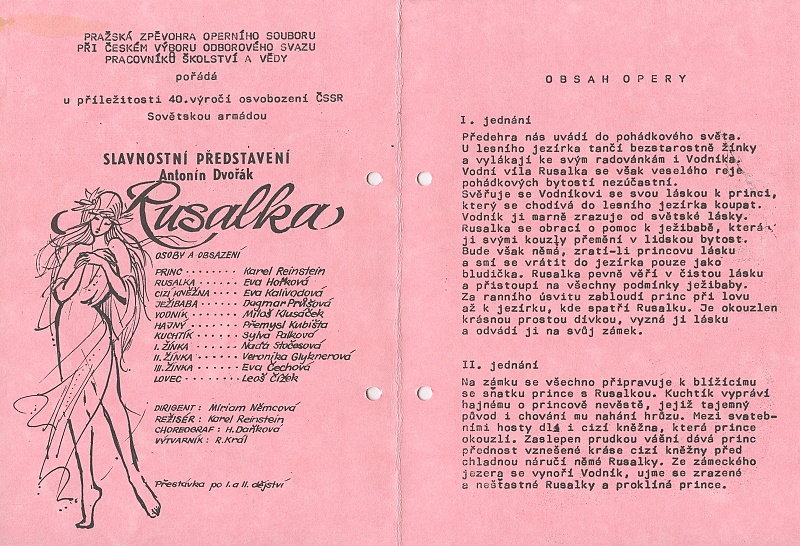 PRAŽSKÁ ZPĚVOHRA OPERNÍHO SOUBORU
PŘI ČESKÉM VÝBORU ODBOROVÉHO SVAZU
PRACOVNÍKŮ ŠKOLSTVÍ A VĚDY
pořádá
u příležitosti 40.výročí osvobození ČSSR
Sovětskou armádou
SLAVNOSTNÍ PŘEDSTAVENÍ
Antonín Dvořák
Rusalka
OSOBY A OBSAZENÍ
PRINC ······· Karel Reinstein
RUSALKA ······ Eva Hořková
CIZÍ KNĚŽNA ···· Eva Kalivodová
JEŽIBABA ······ Dagmar Průšová
VODNÍK ······· Miloš Klusáček
HAJNÝ ······· Přemysl Kubišta
KUCHTÍK ······ Sylva Palková
I. ŽÍNKA ······ Naďa Stočesová
II. ŽÍNKA ······ Veronika Glyknerová
III. ŽÍNKA ······ Eva Čechová
LOVEC ······· Leoš Čížek
DIRIGENT : Miriam Němcová
REŽISÉR : Karel Reinstein
CHOREOGRAF : H. Daňková
VÝTVARNÍK : R. Král
Přestávka po I. a II. dějství
OBSAH OPERY
I. jednání
Předehra nás uvádí do pohádkového světa.
U lesního jezírka tančí bezstarostně žínky
a vylákají ke svým radovánkám i Vodníka.
Vodní víla Rusalka se však veselého reje
pohádkových bytostí nezúčastní.
Svěřuje se Vodníkovi se svou láskou k princi,
který se chodívá do lesního jezírka koupat.
Vodník ji marně zrazuje od světské lásky.
Rusalka se obrací o pomoc k ježibabě, která
ji svými kouzly přemění v lidskou bytost.
Bude však němá, zratí-li princovu lásku
a smí se vrátit do jezírka pouze jako
bludička. Rusalka pevně věří v čistou lásku
a přistoupí na všechny podmínky ježibaby.
Za ranního úsvitu zabloudí princ při lovu
až k jezírku, kde spatří Rusalku. Je okouzlen
krásnou prostou dívkou, vyzná jí lásku
a odvádí ji na svůj zámek.
II. jednání
Na zámku se všechno připravuje k blížícímu
se sňatku prince s Rusalkou. Kuchtík vypráví
hajnému o princově nevěstě, jejíž tajemný
původ i chování mu nahání hrůzu. Mezi svateb-
ními hosty dlí i cizí kněžna, která prince
okouzlí. Zaslepen prudkou vášní dává princ
přednost vznešené kráse cizí kněžny před
chladnou náručí němé Rusalky. Ze zámeckého
jezera se vynoří Vodník, ujme se zrazené
a nešťastné Rusalky a proklíná prince.